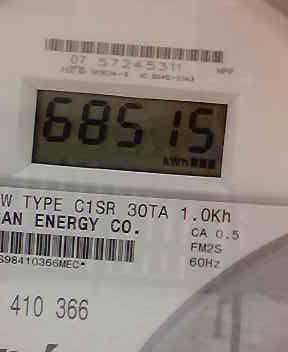 07 57245311
68515
kWh
W TYPE C1SR 30TA 1.0Kh
AN ENERGY CO.
CA 0.5
FM2S
S98410366MEC*
60Hz
410 366